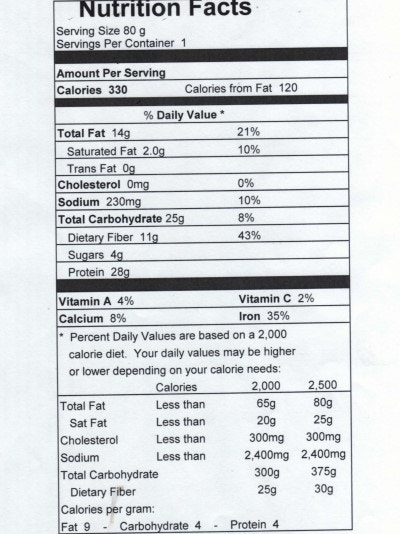 Nutrition Facts
Serving Size 80 g
Servings Per Container 1
Amount Per Serving
Calories 330 Calories from Fat 120
% Daily Value *
Total Fat 14g 21%
Saturated Fat 2.0g 10%
Trans Fat 0g
Cholesterol 0mg 0%
Sodium 230mg 10%
Total Carbohydrate 25g 8%
Dietary Fiber 11g 43%
Sugars 4g
Protein 28g
Vitamin A 4% Vitamin C 2%
Calcium 8% Iron 35%
* Percent Daily Values are based on a 2,000
calorie diet. Your daily values may be higher
or lower depending on your calorie needs:
Calories 2,000 2,500
Total Fat Less than 65g 80g
Sat Fat Less than 20g 25g
Cholesterol Less than 300mg 300mg
Sodium Less than 2,400mg 2,400mg
Total Carbohydrate 300g 375g
Dietary Fiber 25g 30g
Calories per gram:
Fat 9 - Carbohydrate 4 - Protein 4